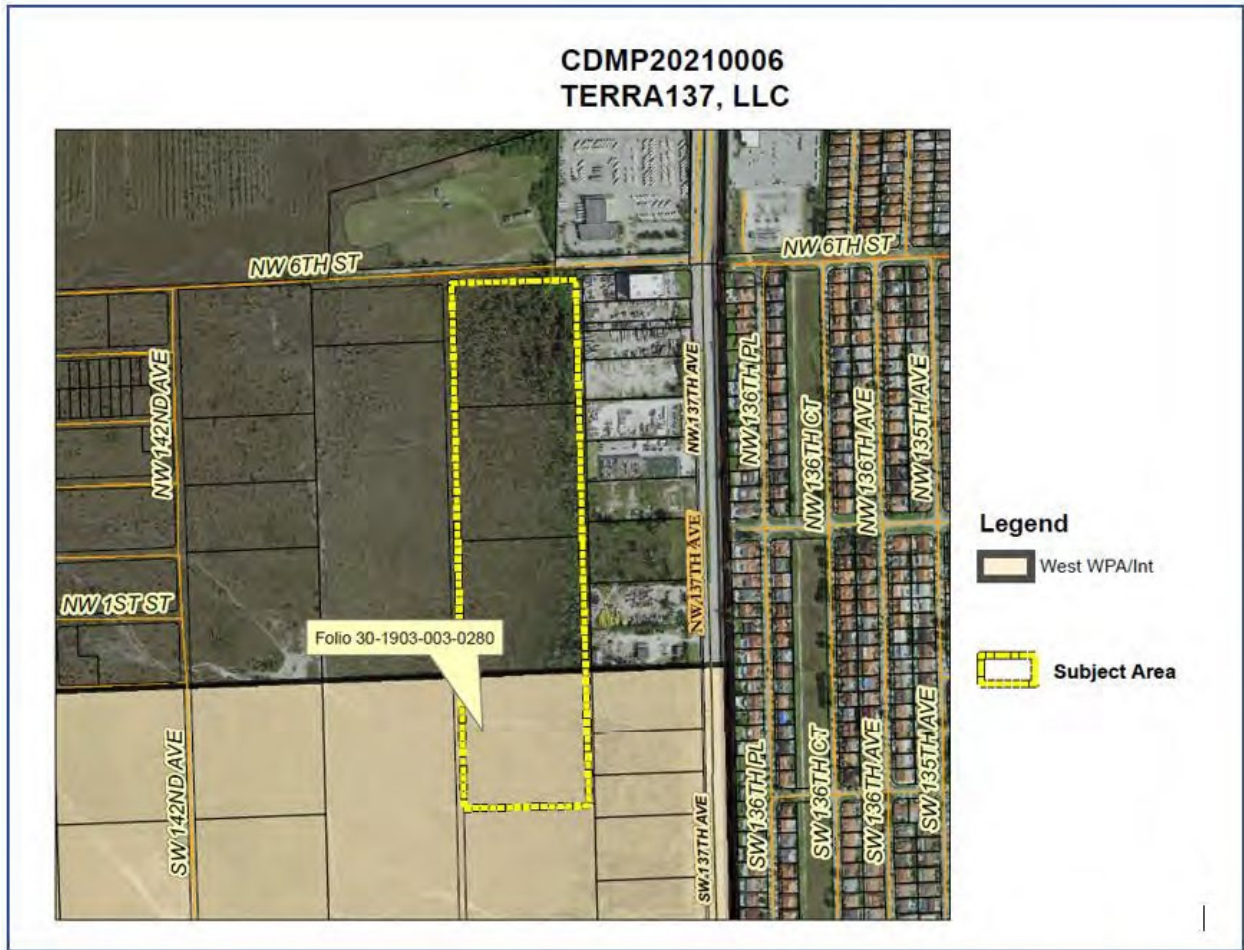 CDMP20210006
TERRA137, LLC
NW 6TH ST
NW 6TH ST
NW 142ND AVE
NW 137TH AVE
NW 136TH PL
NW 136TH CT
NW 136TH AVE
NW 135TH AVE
NW 137TH AVE
NW 1ST ST
Folio 30-1903-003-0280
SW 142ND AVE
SW 137TH AVE
SW 136TH PL
SW 136TH CT
SW 136TH AVE
SW 135TH AVE
Legend
West WPA/Int
Subject Area